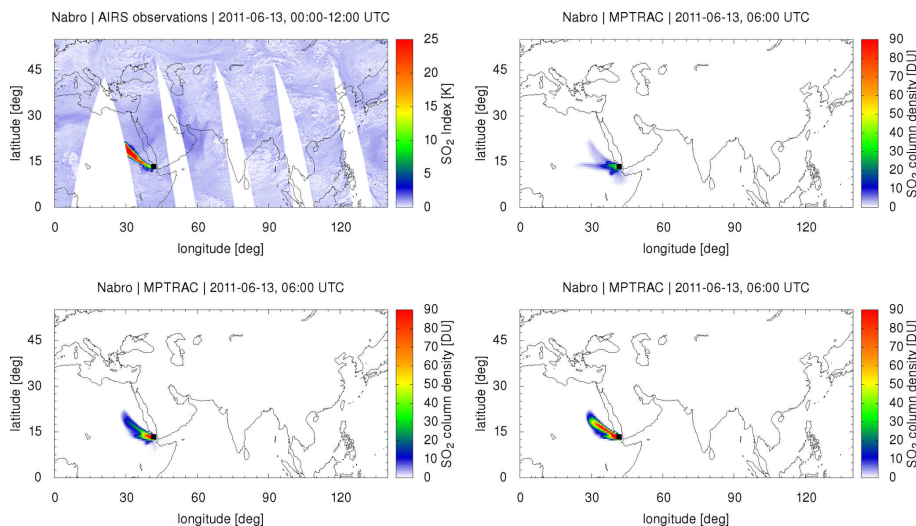 Nabro | AIRS observations | 2011-06-13, 00:00-12:00 UTC
latitude [deg]
45
30
15
0
0 30 60 90 120
longitude [deg]
25
20
15
10
5
0
SO2 Index [K]
Nabro | MPTRAC | 2011-06-13, 06:00 UTC
latitude [deg]
45
30
15
0
0 30 60 90 120
longitude [deg]
90
80
70
60
50
40
30
20
10
0
SO2 column density [DU]
Nabro | MPTRAC | 2011-06-13, 06:00 UTC
latitude [deg]
45
30
15
0
0 30 60 90 120
longitude [deg]
90
80
70
60
50
40
30
20
10
0
SO2 column density [DU]
Nabro | MPTRAC | 2011-06-13, 06:00 UTC
latitude [deg]
45
30
15
0
0 30 60 90 120
longitude [deg]
90
80
70
60
50
40
30
20
10
0
SO2 column density [DU]